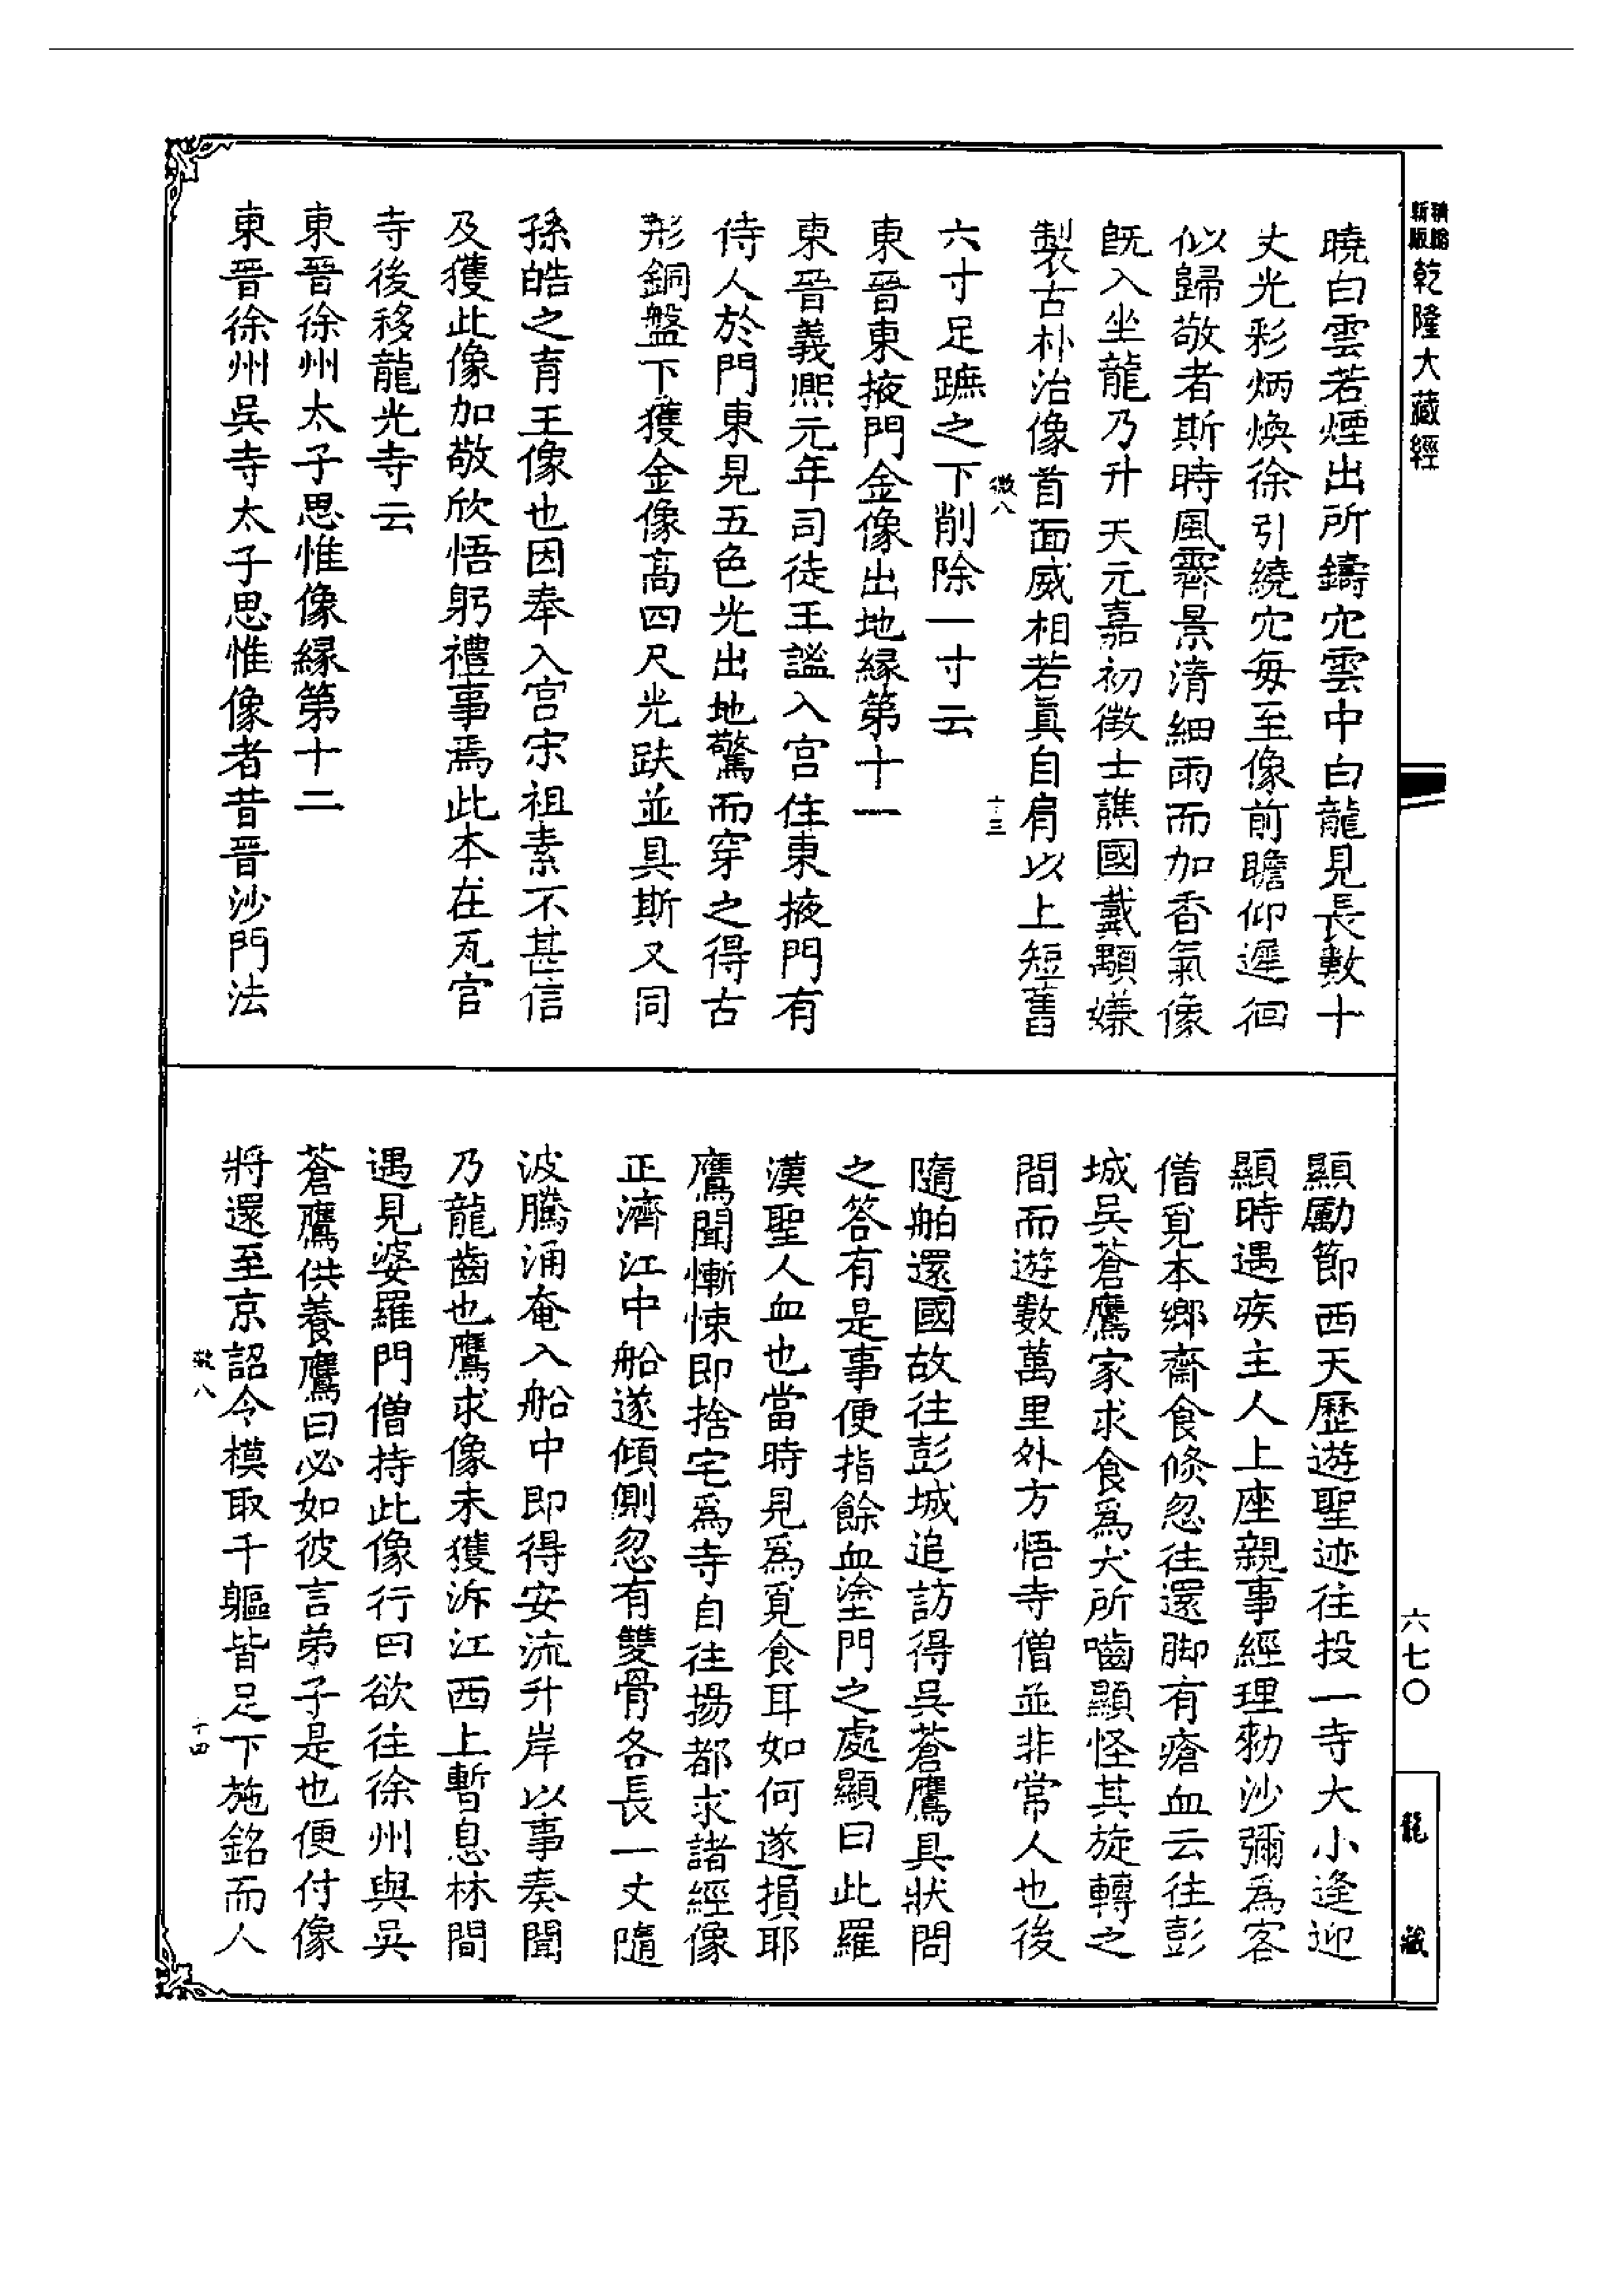 乾隆大藏經
曉白雲若煙出所鑄穴雲中白龍見長數十
丈光彩炳煥徐引繞穴每至像前瞻仰遲徊
似歸敬者斯時風霽景清細雨而加香氣像
既入坐龍乃升天元嘉初徵士譙國戴顒嫌
製古朴治像首面威相若真自肩以上短舊
六寸足蹠之下削除一寸云
東晉東掖門金像出地緣第十一
東晉義熙元年司徒王謐入宮住東掖門有
侍人於門東見五色光出地驚而穿之得古
形銅盤下獲金像高四尺光趺並具斯又同
孫皓之育王像也因奉入宮宋祖素不甚信
及獲此像加敬欣悟躬禮事焉此本在瓦官
寺後移龍光寺云
東晉徐州太子思惟像緣第十二
東晉徐州吳寺太子思惟像者昔晉沙門法
顯勵節西天歷遊聖迹往投一寺大小逢迎
顯時遇疾主人上座親事經理勑沙彌爲客
僧覓本鄉齋食倐忽往還脚有瘡血云往彭
城吳蒼鷹家求食爲犬所嚙顯怪其旋轉之
間而遊數萬里外方悟寺僧並非常人也後
隨舶還國故往彭城追訪得吳蒼鷹具狀問
之答有是事便指餘血塗門之處顯曰此羅
漢聖人血也當時見爲覓食耳如何遂損耶
鷹聞慚悚即捨宅爲寺自往揚都求諸經像
正濟江中船遂傾側忽有雙骨各長一丈隨
波騰涌奄入船中即得安流升岸以事奏聞
乃龍齒也鷹求像未獲泝江西上暫息林間
遇見婆羅門僧持此像行曰欲往徐州與吳
蒼鷹供養鷹曰必如彼言弟子是也便付像
將還至京詔令模取千軀皆足下施銘而人
六七〇
龍藏
十三
十四